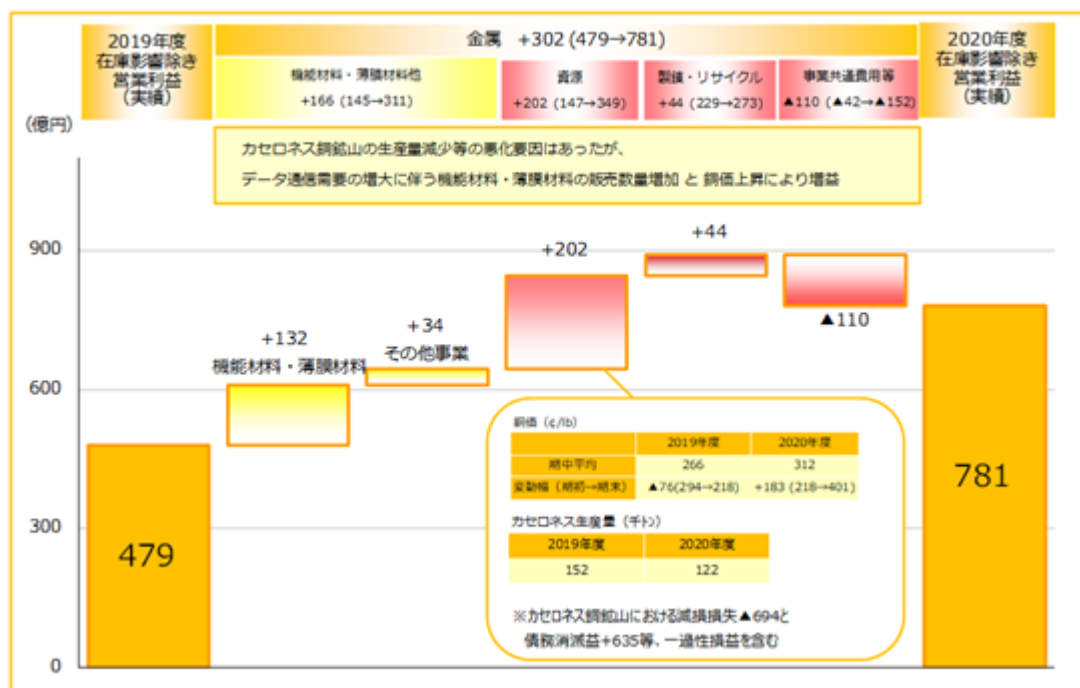 2019年度
在庫影響除き
営業利益
(実績)
金属 +302 (479→781)
2020年度
在庫影響除き
営業利益
(実績)
機能材料・薄膜材料他
+166 (145→311)
資源
+202 (147→349)
製錬・リサイクル
+44 (229→273)
事業共通費用等
▲110 (▲42→▲152)
(億円)
カセロネス銅鉱山の生産量減少等の悪化要因はあったが、
データ通信需要の増大に伴う機能材料・薄膜材料の販売数量増加 と 銅価上昇により増益
900
600
300
0
479
+132
機能材料・薄膜材料
+34
その他事業
+202
+44
▲110
781
銅価 (¢/lb)
2019年度 2020年度
期中平均 266 312
変動幅 (期初→期末) ▲76(294→218) +183 (218→401)
カセロネス生産量 (千トン)
2019年度 2020年度
152 122
※カセロネス銅鉱山における減損損失▲694と
債務消滅益+635等、一過性損益を含む